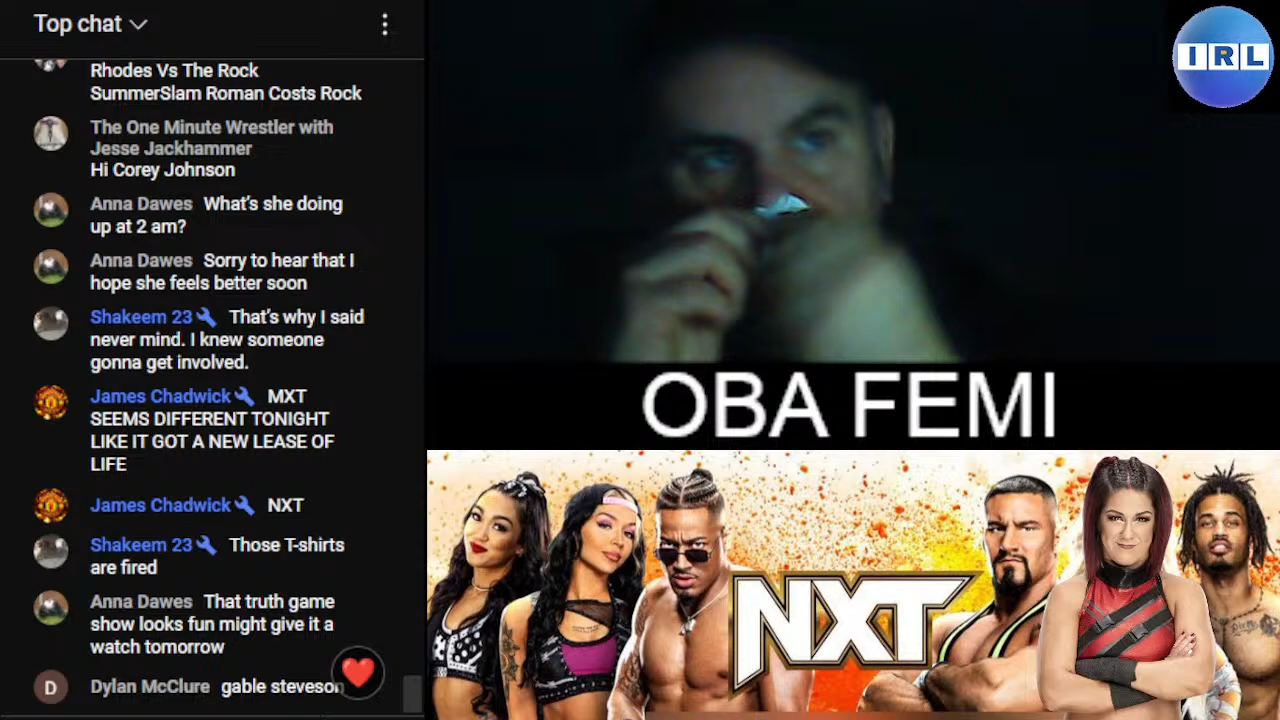 Top chat
Rhodes Vs The Rock
SummerSlam Roman Costs Rock
The One Minute Wrestler with
Jesse Jackhammer
Hi Corey Johnson
Anna Dawes What's she doing
up at 2 am?
Anna Dawes Sorry to hear that I
hope she feels better soon
Shakeem 23 That's why I said
never mind. I knew someone
gonna get involved.
James Chadwick MXT
SEEMS DIFFERENT TONIGHT
LIKE IT GOT A NEW LEASE OF
LIFE
James Chadwick NXT
Shakeem 23 Those T-shirts
are fired
Anna Dawes That truth game
show looks fun might give it a
watch tomorrow
D Dylan McClure gable steveson
IRL
OBA FEMI
NXT